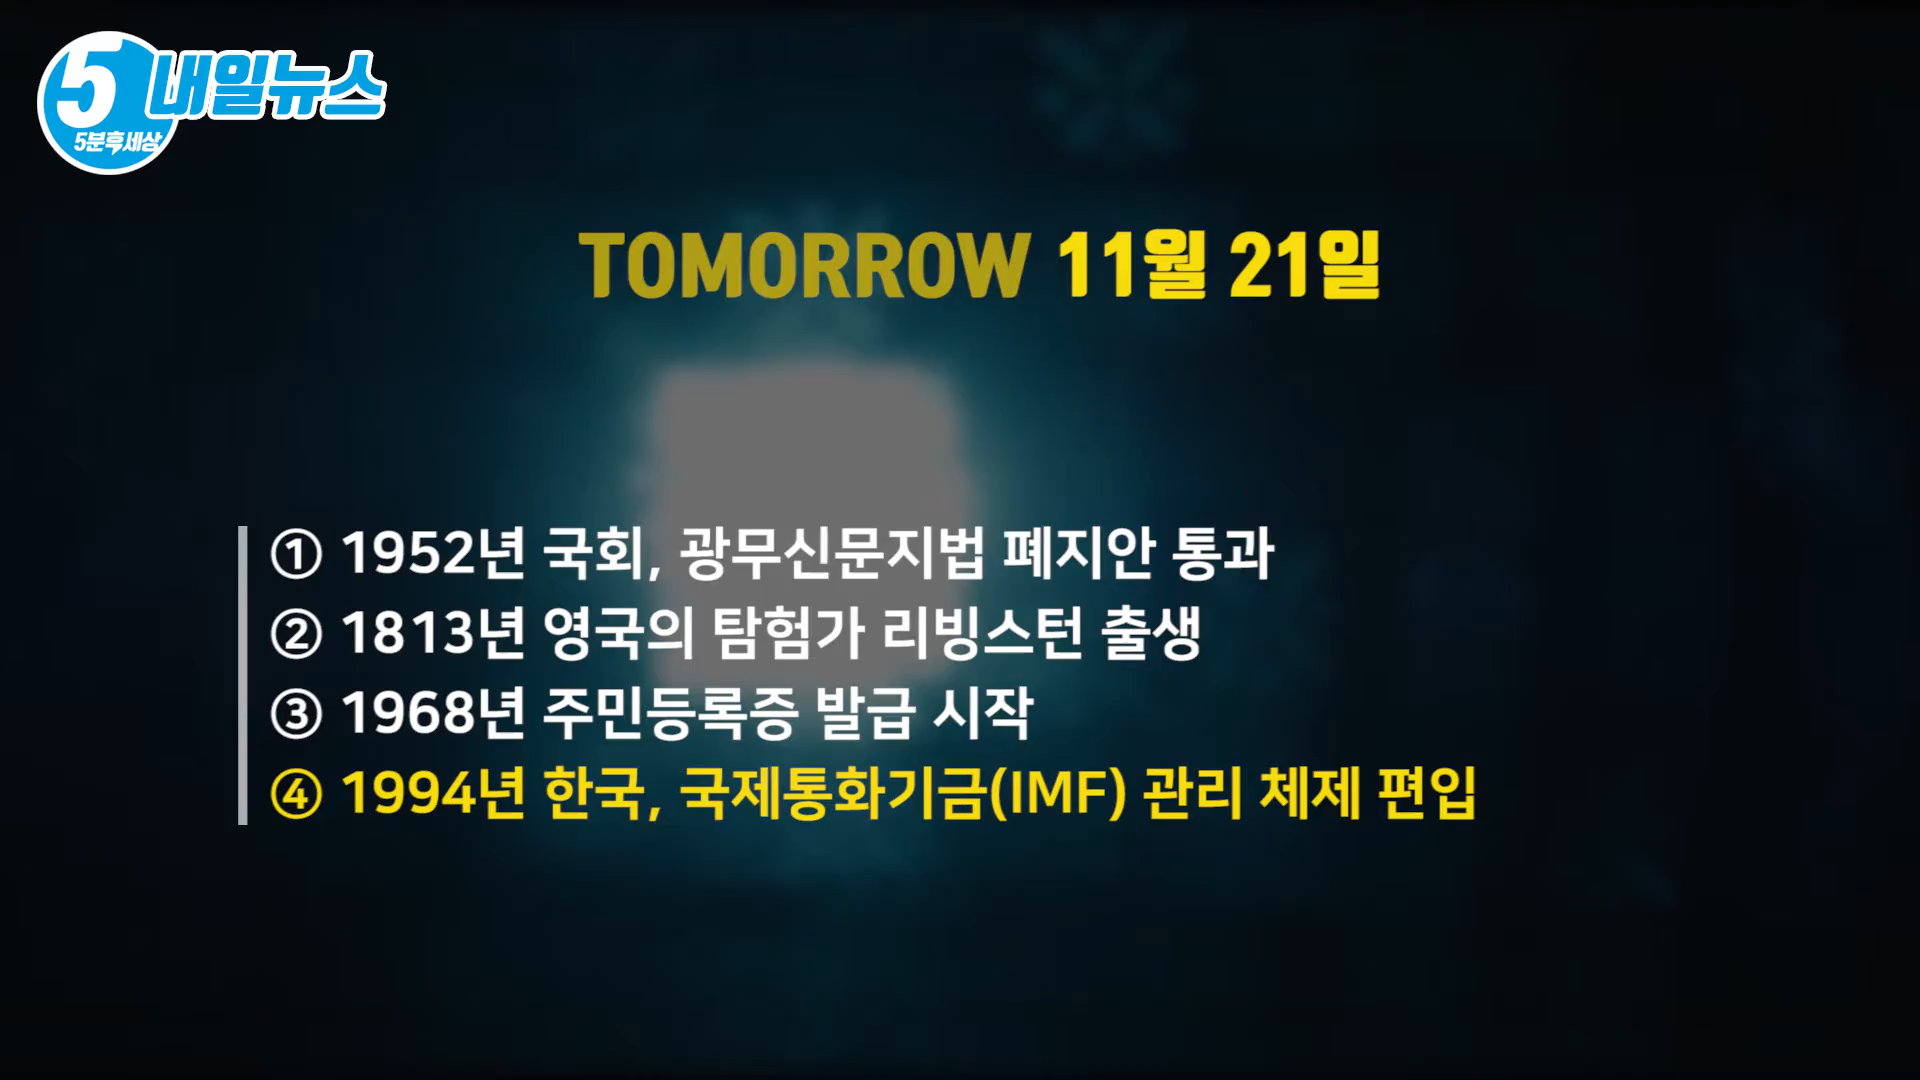 5 내일뉴스
5분후세상
TOMORROW 11월 21일
① 1952년 국회, 광무신문지법 폐지안 통과
② 1813년 영국의 탐험가 리빙스턴 출생
③ 1968년 주민등록증 발급 시작
④ 1994년 한국, 국제통화기금(IMF) 관리 체제 편입